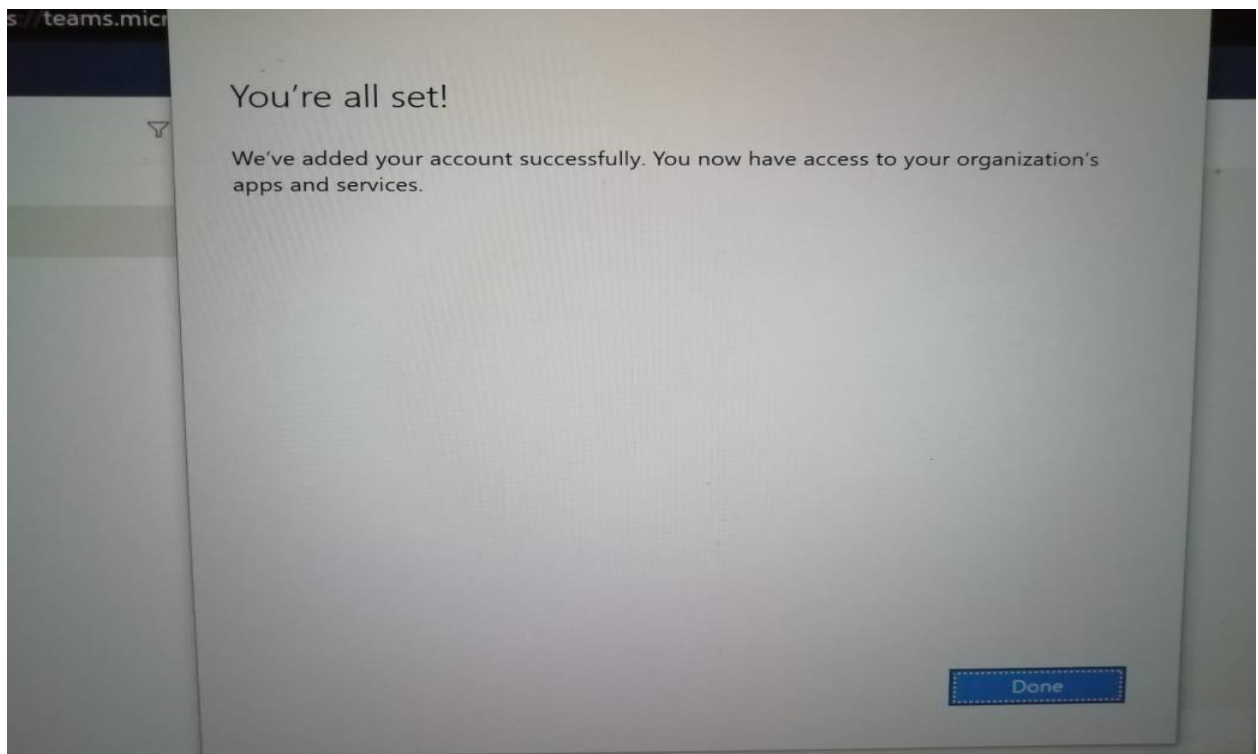 s //teams.micr
You're all set!
We've added your account successfully. You now have access to your organization's
apps and services.
Done